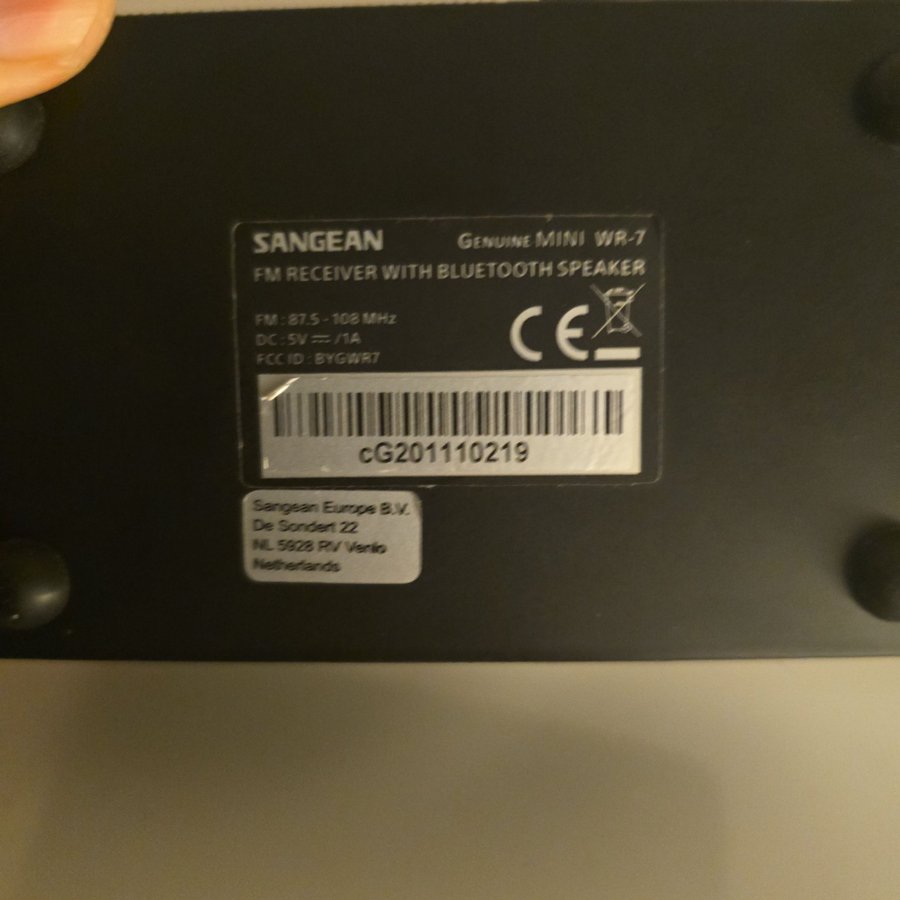 SANGEAN GENUINE MINI WR-7
FM RECEIVER WITH BLUETOOTH SPEAKER
FM : 87.5 - 108 MHz
DC : 5V ⎓ /1A
FCC ID : BYGWR7
CE
cG201110219
Sangean Europe B.V.
De Sondert 22
NL 5928 RV Venlo
Netherlands